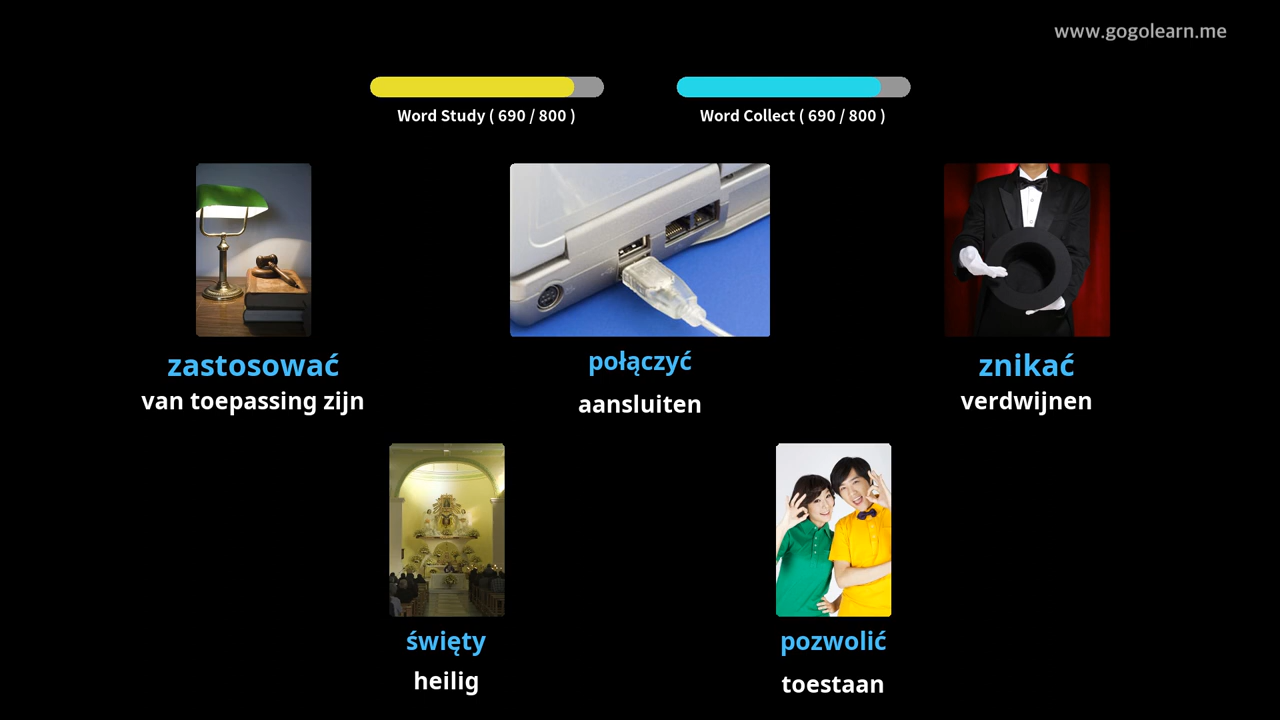 www.gogolearn.me
Word Study ( 690 / 800 )
Word Collect ( 690 / 800 )
zastosować
van toepassing zijn
połączyć
aansluiten
znikać
verdwijnen
święty
heilig
pozwolić
toestaan